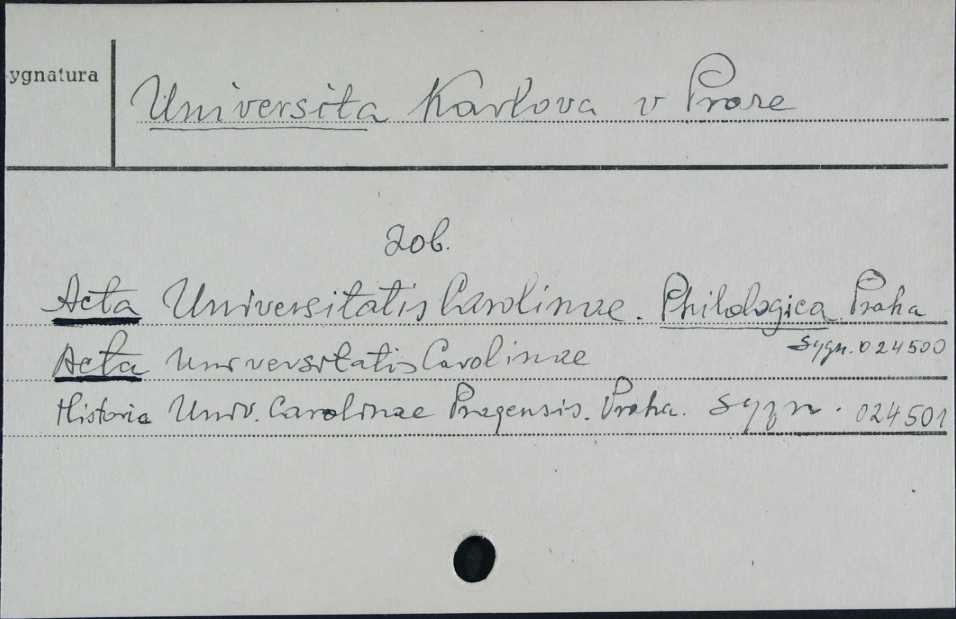 ygnatura
Universita Karlova v Praze
zob.
Acta Universitatis Carolinae. Philologica Praha
Sygn. 024500
Acta Universitatis Carolinae
Historia Univ. Carolinae Pragensis. Praha. Sygn. 024501